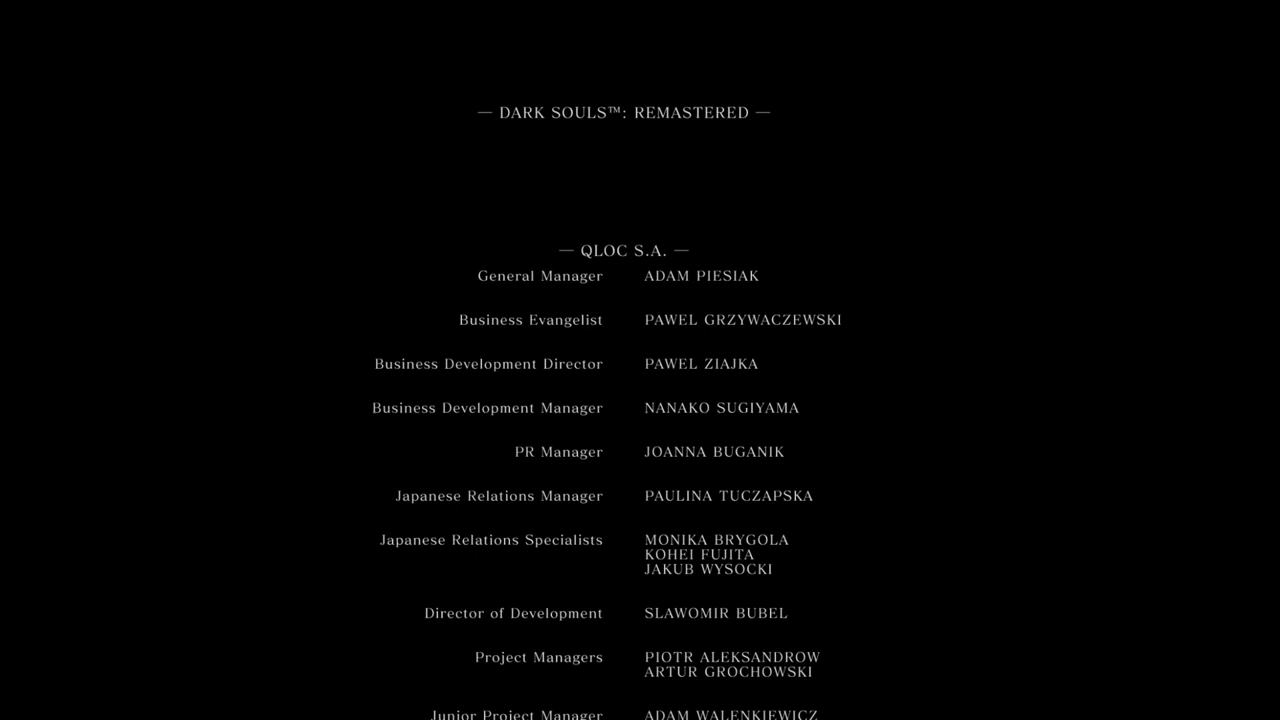 — DARK SOULS™: REMASTERED —
— QLOC S.A. —
General Manager ADAM PIESIAK
Business Evangelist PAWEL GRZYWACZEWSKI
Business Development Director PAWEL ZIAJKA
Business Development Manager NANAKO SUGIYAMA
PR Manager JOANNA BUGANIK
Japanese Relations Manager PAULINA TUCZAPSKA
Japanese Relations Specialists MONIKA BRYGOLA
KOHEI FUJITA
JAKUB WYSOCKI
Director of Development SLAWOMIR BUBEL
Project Managers PIOTR ALEKSANDROW
ARTUR GROCHOWSKI
Junior Project Manager ADAM WALENKIEWICZ